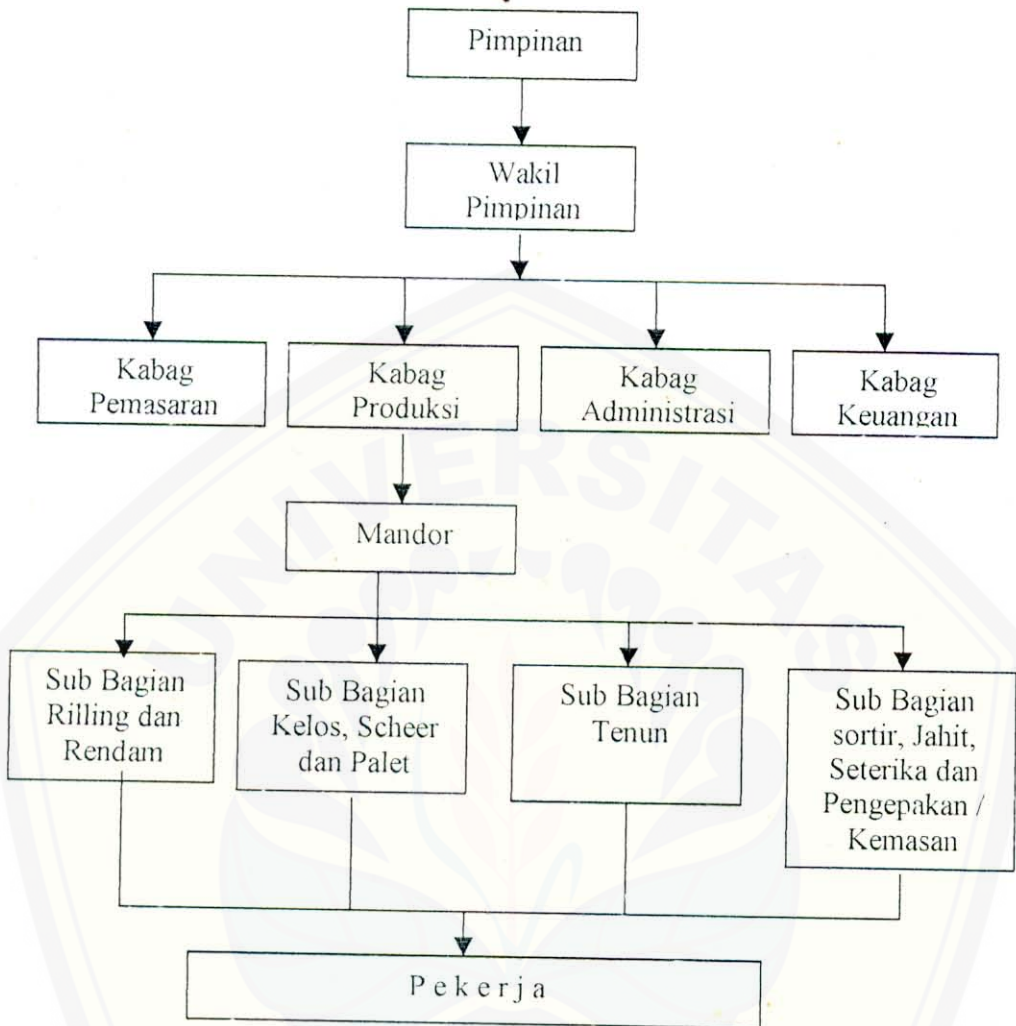 Pimpinan
Wakil
Pimpinan
Kabag
Pemasaran
Kabag
Produksi
Kabag
Administrasi
Kabag
Keuangan
Mandor
Sub Bagian
Rilling dan
Rendam
Sub Bagian
Kelos, Scheer
dan Palet
Sub Bagian
Tenun
Sub Bagian
sortir, Jahit,
Seterika dan
Pengepakan /
Kemasan
P e k e r j a
UNIVERSITAS